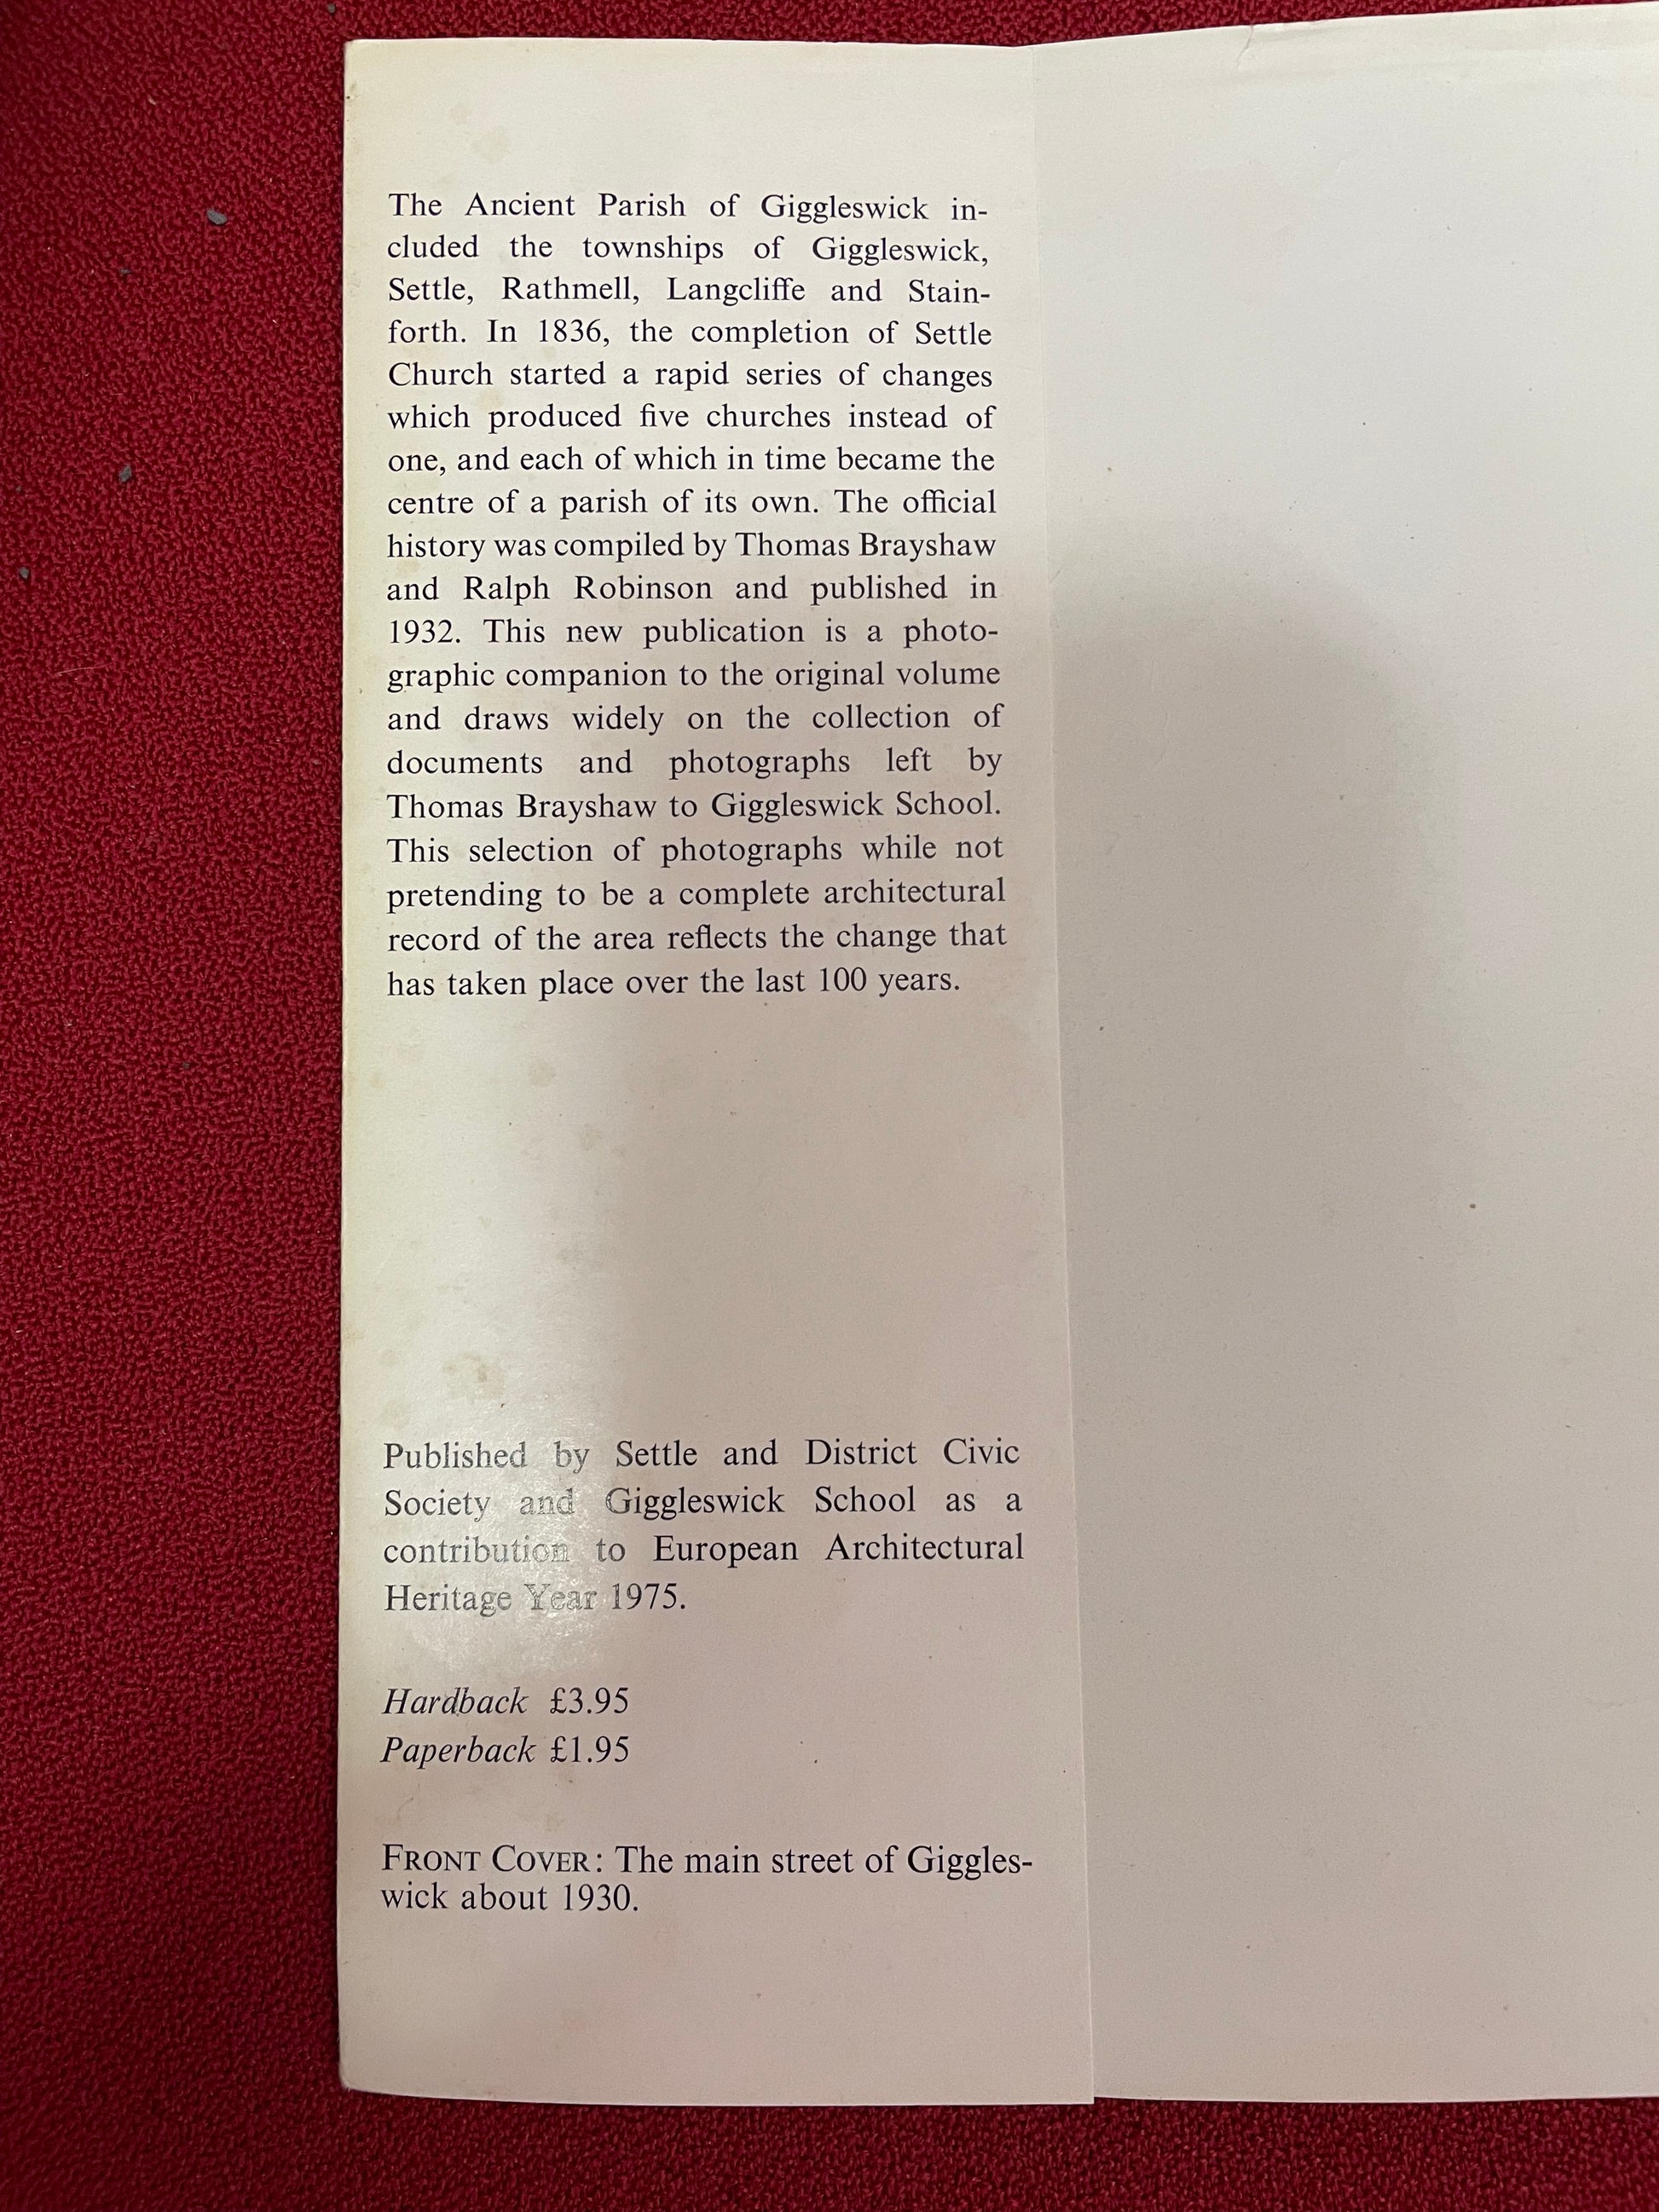 The Ancient Parish of Giggleswick in-
cluded the townships of Giggleswick,
Settle, Rathmell, Langcliffe and Stain-
forth. In 1836, the completion of Settle
Church started a rapid series of changes
which produced five churches instead of
one, and each of which in time became the
centre of a parish of its own. The official
history was compiled by Thomas Brayshaw
and Ralph Robinson and published in
1932. This new publication is a photo-
graphic companion to the original volume
and draws widely on the collection of
documents and photographs left by
Thomas Brayshaw to Giggleswick School.
This selection of photographs while not
pretending to be a complete architectural
record of the area reflects the change that
has taken place over the last 100 years.
Published by Settle and District Civic
Society and Giggleswick School as a
contribution to European Architectural
Heritage Year 1975.
Hardback £3.95
Paperback £1.95
FRONT COVER: The main street of Giggles-
wick about 1930.